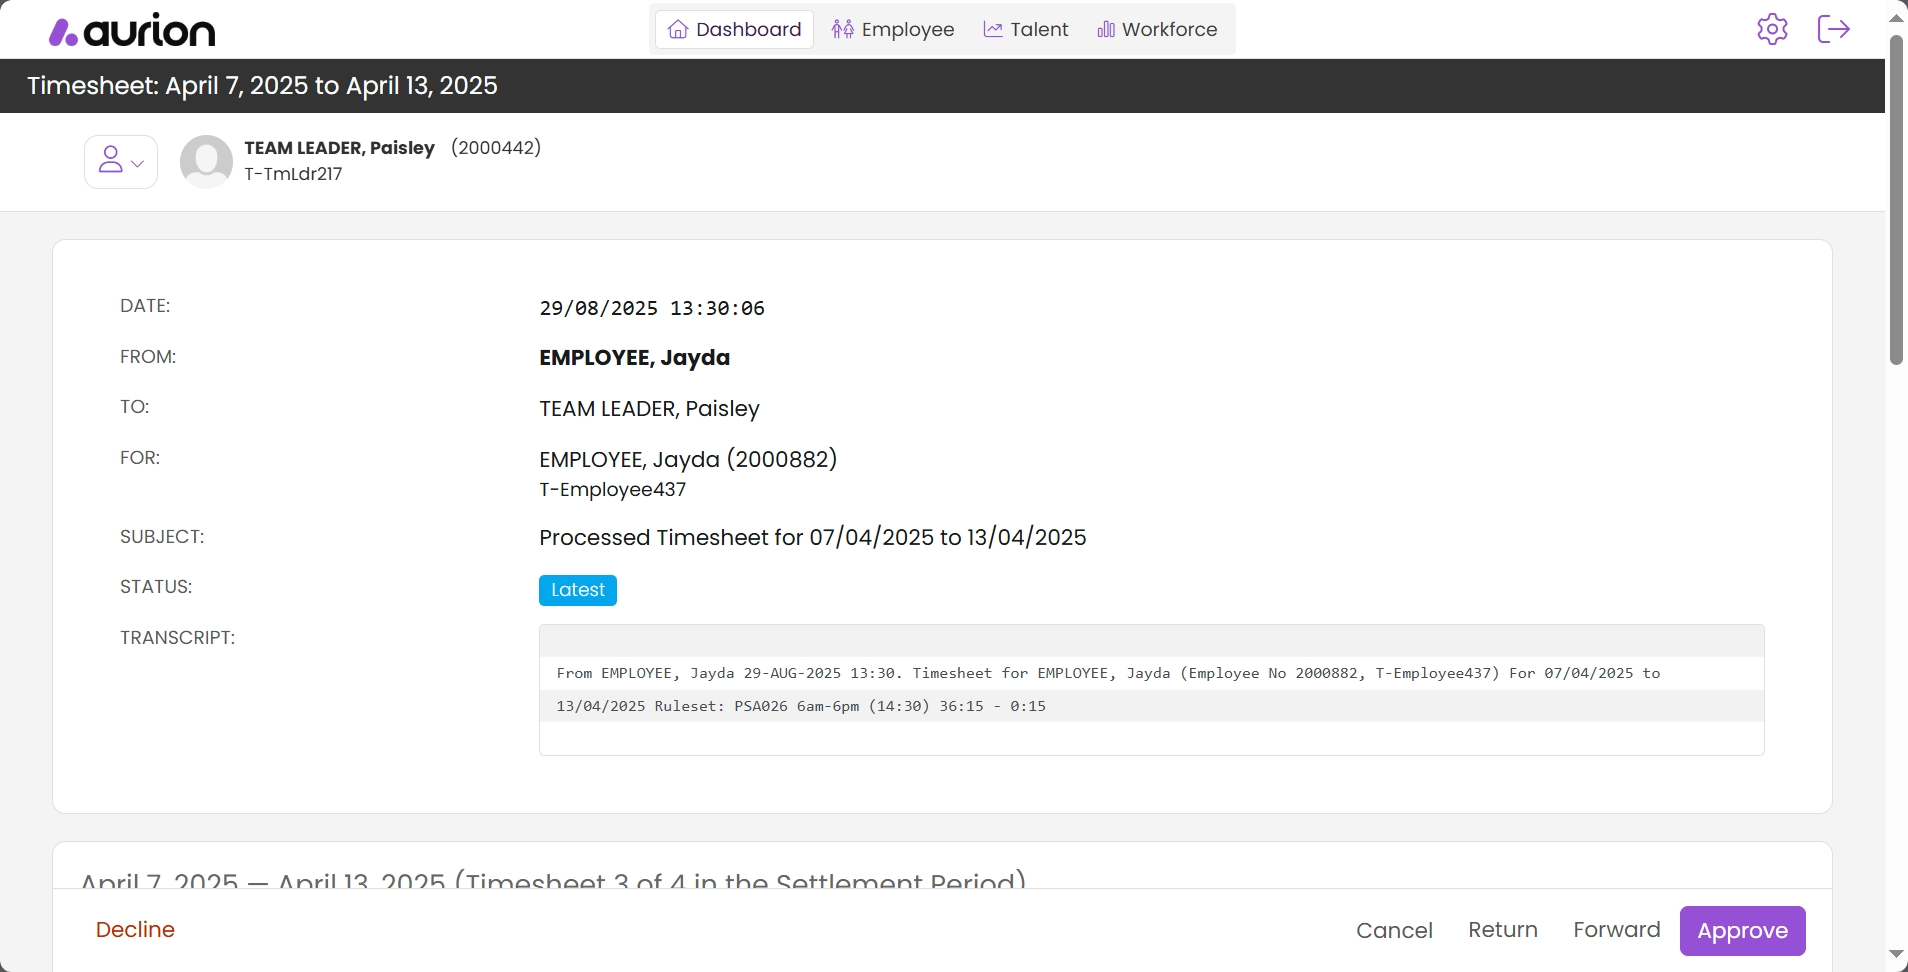 aurion
Dashboard
Employee
Talent
Workforce
Timesheet: April 7, 2025 to April 13, 2025
TEAM LEADER, Paisley (2000442)
T-TmLdr217
DATE: 29/08/2025 13:30:06
FROM: EMPLOYEE, Jayda
TO: TEAM LEADER, Paisley
FOR: EMPLOYEE, Jayda (2000882)
T-Employee437
SUBJECT: Processed Timesheet for 07/04/2025 to 13/04/2025
STATUS: Latest
TRANSCRIPT:
From EMPLOYEE, Jayda 29-AUG-2025 13:30. Timesheet for EMPLOYEE, Jayda (Employee No 2000882, T-Employee437) For 07/04/2025 to
13/04/2025 Ruleset: PSA026 6am-6pm (14:30) 36:15 - 0:15
April 7, 2025 — April 13, 2025 (Timesheet 3 of 4 in the Settlement Period)
Decline
Cancel
Return
Forward
Approve